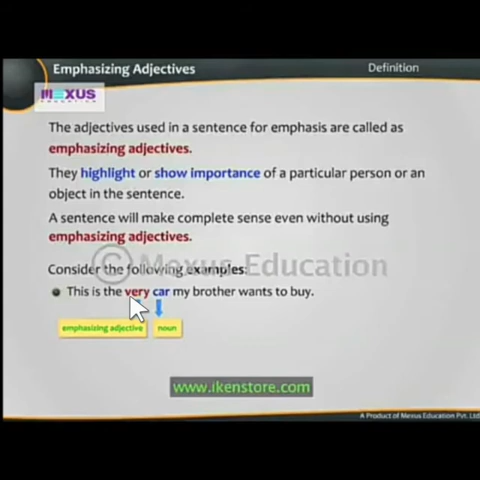 Emphasizing Adjectives
Definition
MEXUS
EDUCATION
The adjectives used in a sentence for emphasis are called as
emphasizing adjectives.
They highlight or show importance of a particular person or an
object in the sentence.
A sentence will make complete sense even without using
emphasizing adjectives.
© Mexus Education
Consider the following examples:
This is the very car my brother wants to buy.
emphasizing adjective
noun
www.ikenstore.com
A Product of Mexus Education Pvt. Ltd